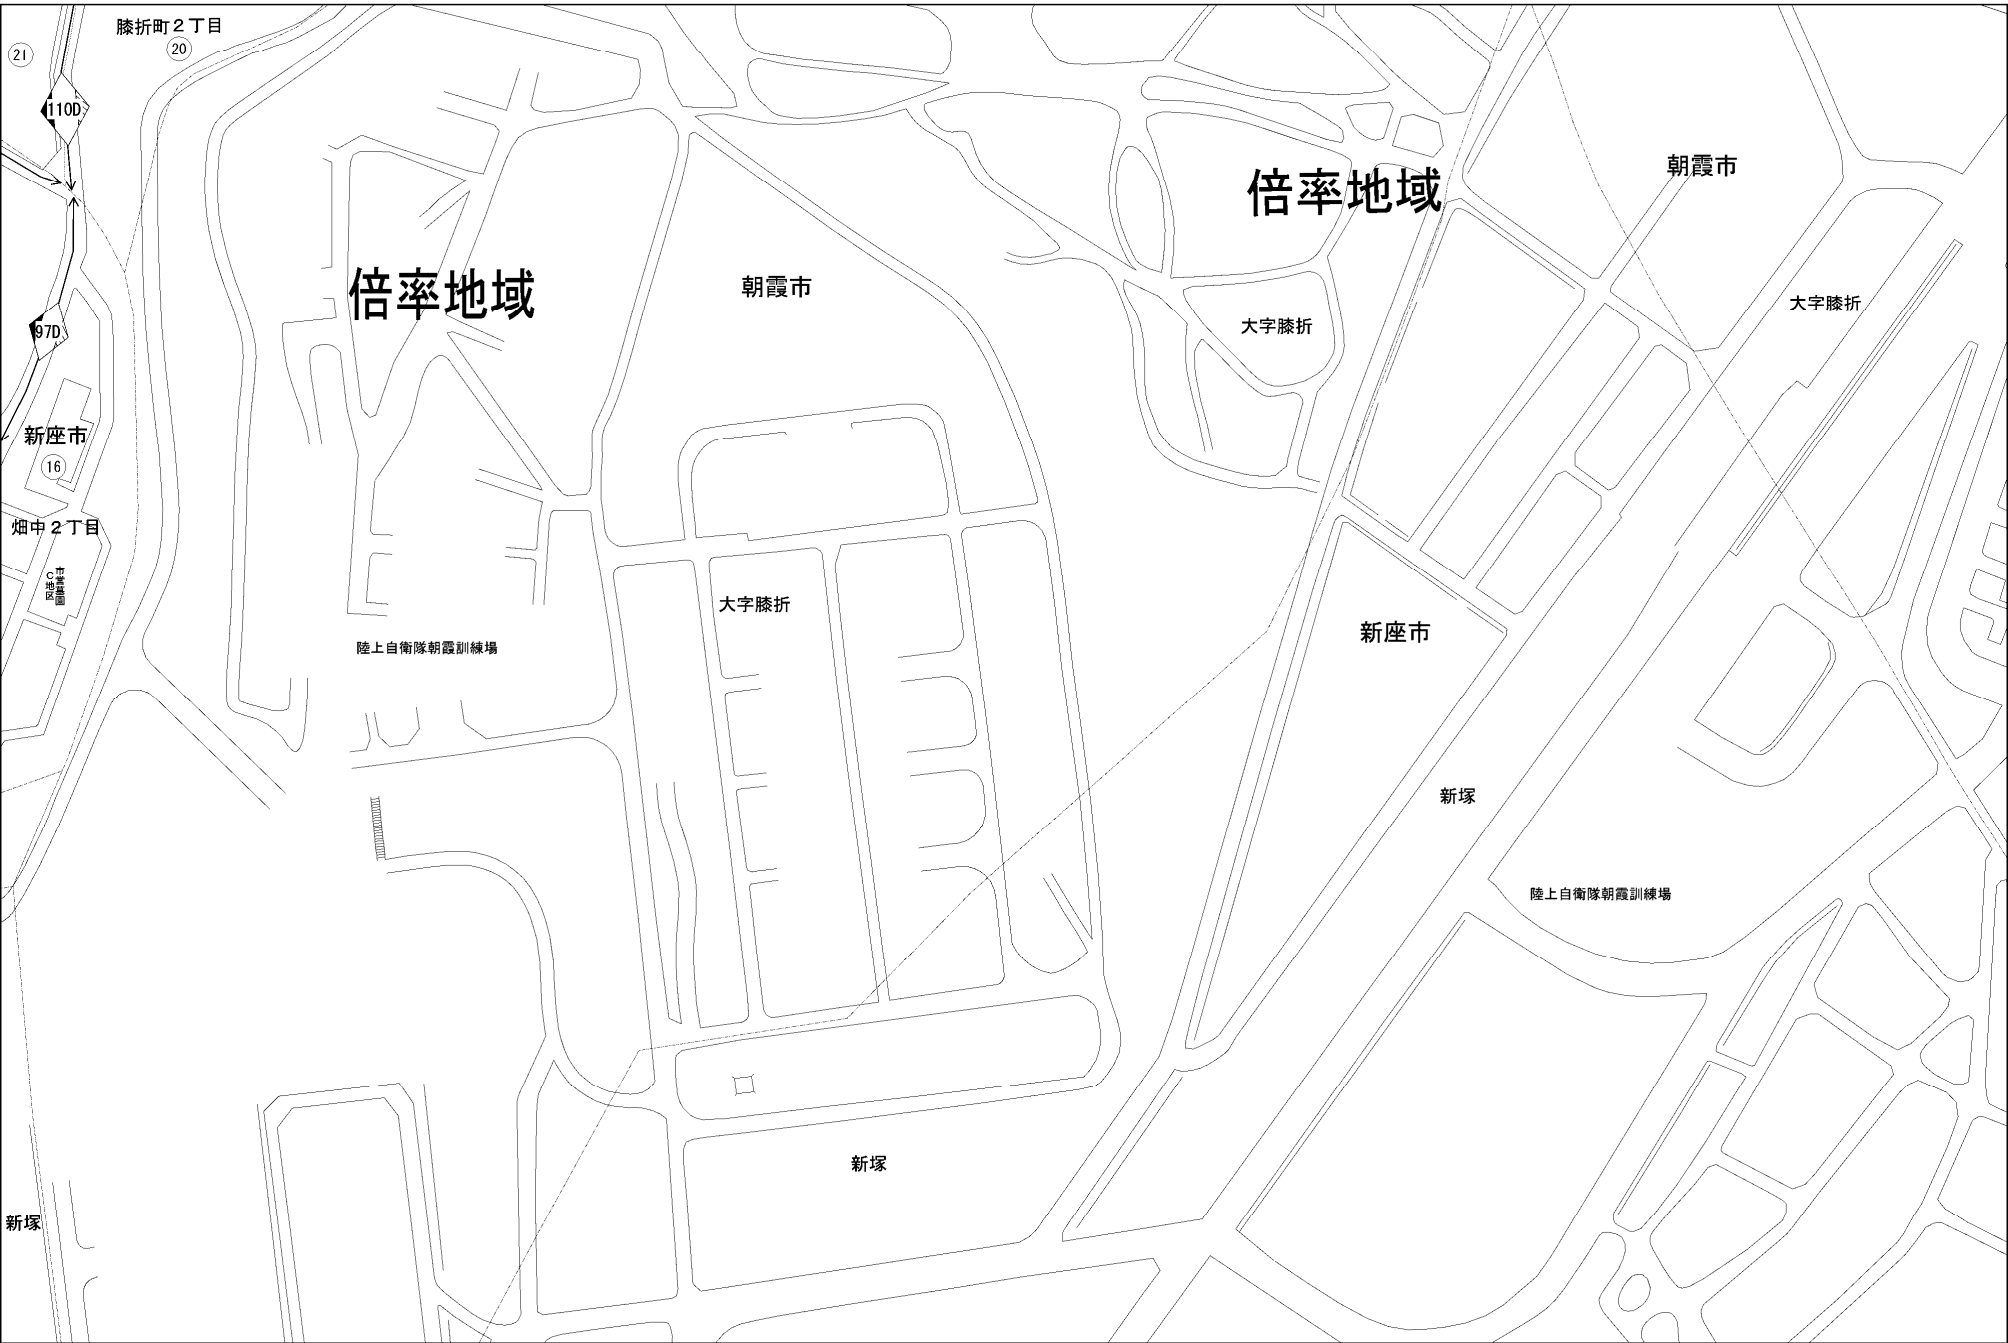 膝折町２丁目
20
21
110D
朝霞市
倍率地域
倍率地域
朝霞市
大字膝折
大字膝折
97D
新座市
16
畑中２丁目
市営墓園
C地区
大字膝折
新座市
陸上自衛隊朝霞訓練場
新塚
陸上自衛隊朝霞訓練場
新塚
新塚